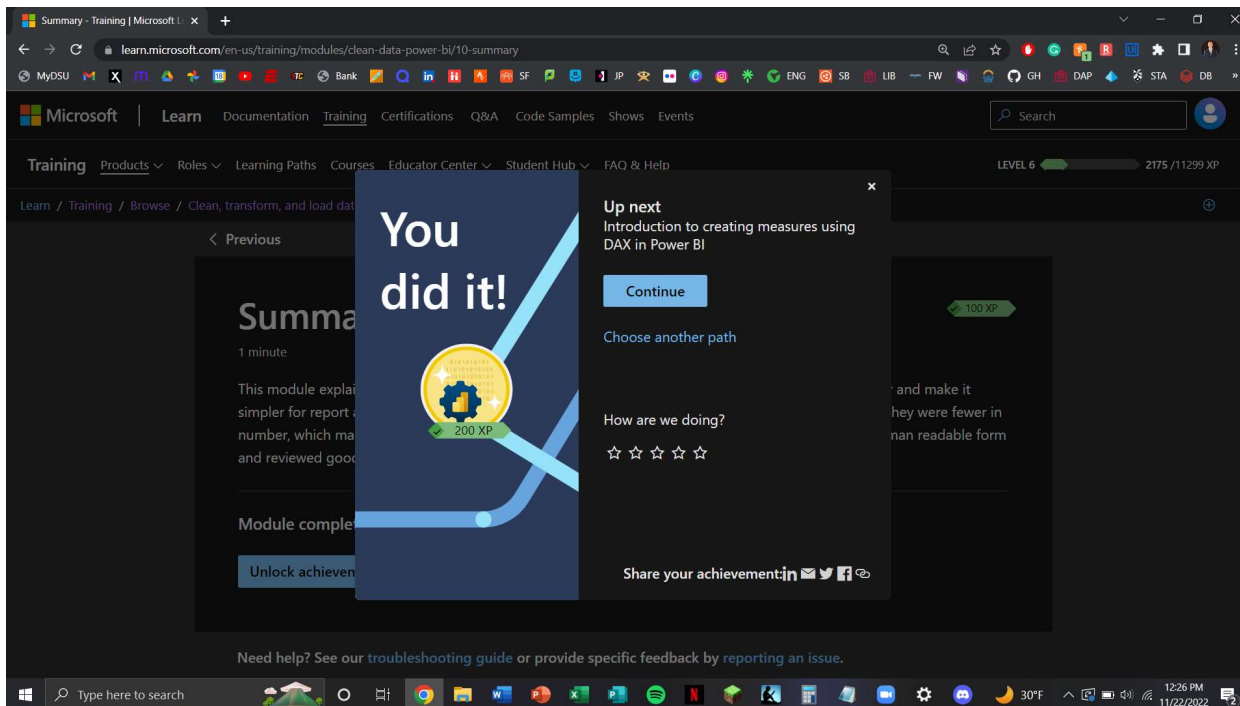 Summary - Training | Microsoft L
learn.microsoft.com/en-us/training/modules/clean-data-power-bi/10-summary
MyDSU
Bank
SF
JP
ENG
SB
LIB
FW
GH
DAP
STA
DB
Microsoft
Learn
Documentation
Training
Certifications
Q&A
Code Samples
Shows
Events
Search
Training
Products
Roles
Learning Paths
Courses
Educator Center
Student Hub
FAQ & Help
LEVEL 6
2175 /11299 XP
Learn / Training / Browse / Clean, transform, and load dat
Previous
Summa
100 XP
1 minute
This module explai
r and make it
simpler for report a
hey were fewer in
number, which ma
man readable form
and reviewed good
Module comple
Unlock achievem
You
did it!
200 XP
Up next
Introduction to creating measures using
DAX in Power BI
Continue
Choose another path
How are we doing?
Share your achievement:
Need help? See our troubleshooting guide or provide specific feedback by reporting an issue.
Type here to search
30°F
12:26 PM
11/22/2022